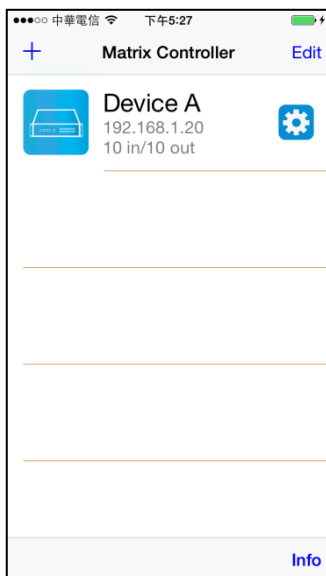 中華電信 下午5:27
+ Matrix Controller Edit
Device A
192.168.1.20
10 in/10 out
Info